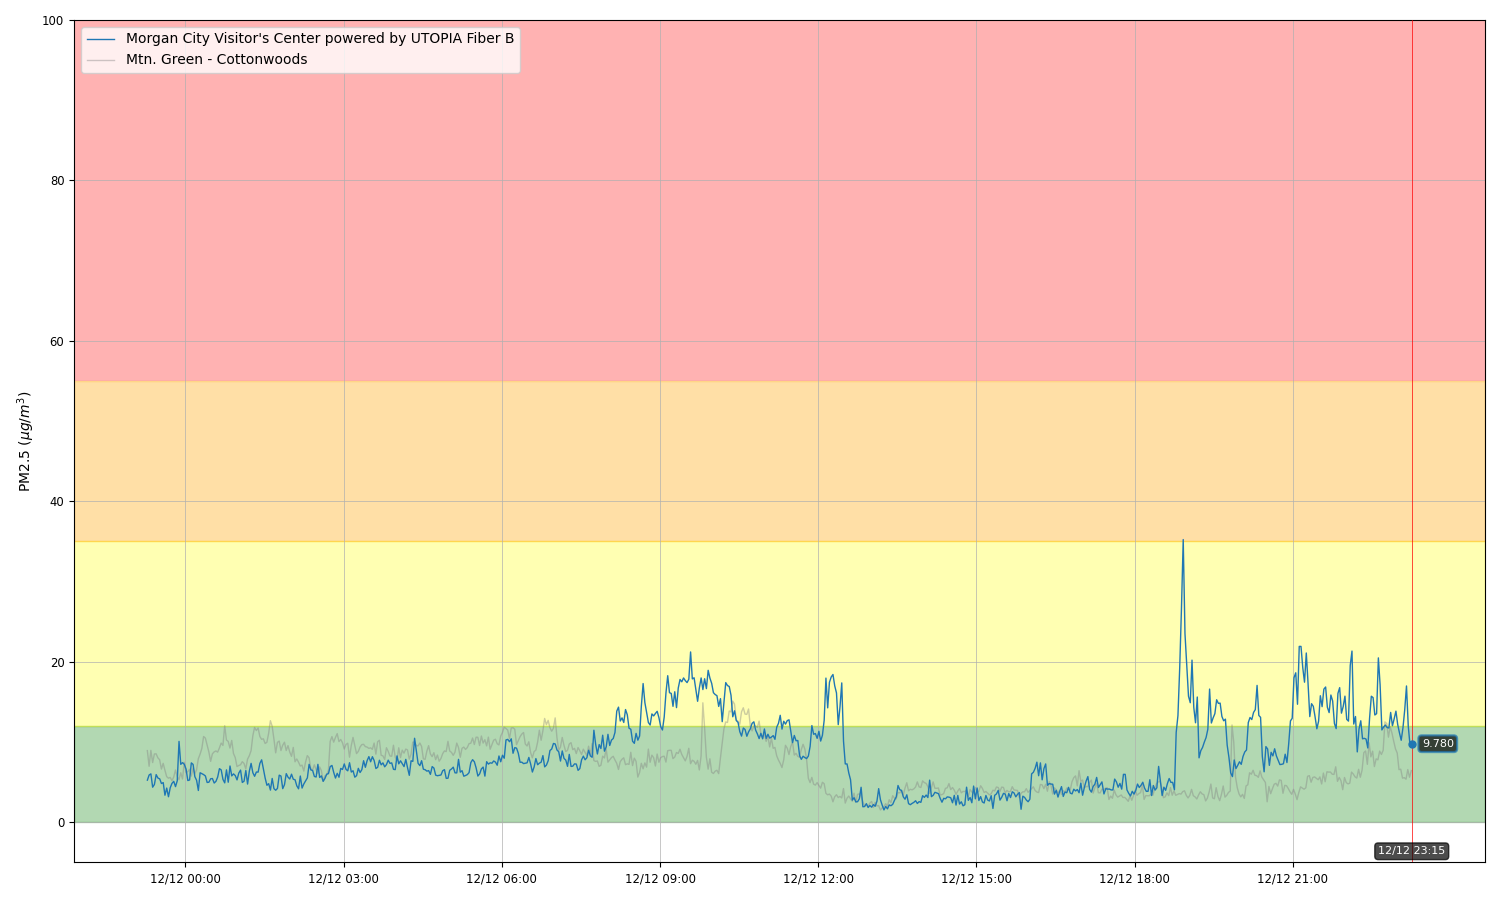 100
Morgan City Visitor's Center powered by UTOPIA Fiber B
Mtn. Green - Cottonwoods
80
60
PM2.5 (μg/m³)
40
20
9.780
0
12/12 23:15
12/12 00:00 12/12 03:00 12/12 06:00 12/12 09:00 12/12 12:00 12/12 15:00 12/12 18:00 12/12 21:00